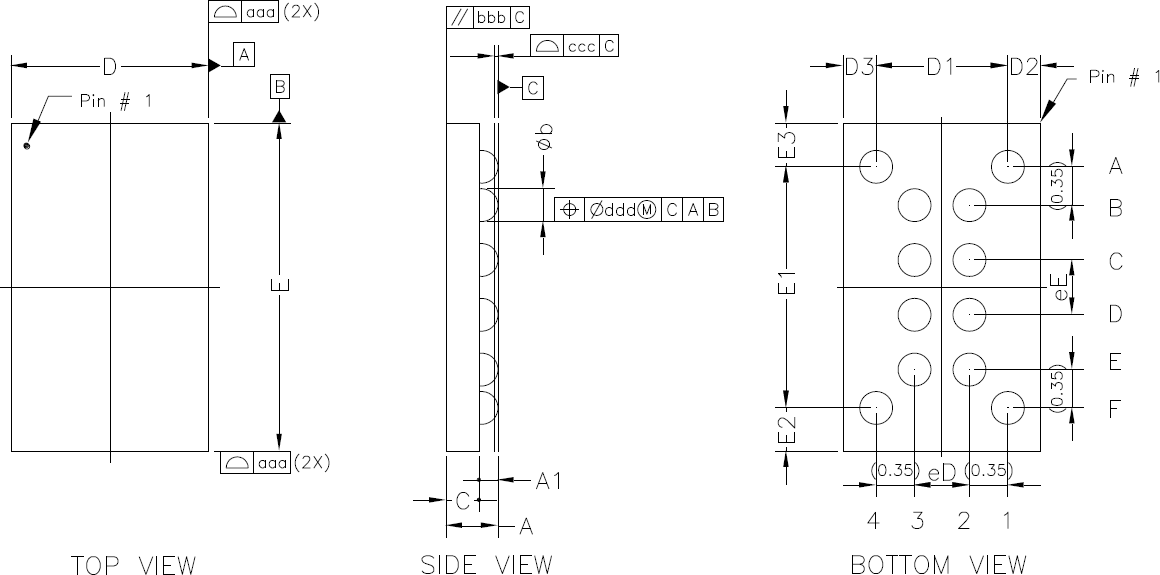 aaa (2X)
D
A
B
Pin # 1
E
aaa (2X)
TOP VIEW
// bbb C
ccc C
C
Øb
⌖ Øddd Ⓜ C A B
A1
C
A
SIDE VIEW
D3 D1 D2
Pin # 1
E3
A
(0.35)
B
C
E1
eE
D
E
(0.35)
F
E2
(0.35) eD (0.35)
4 3 2 1
BOTTOM VIEW